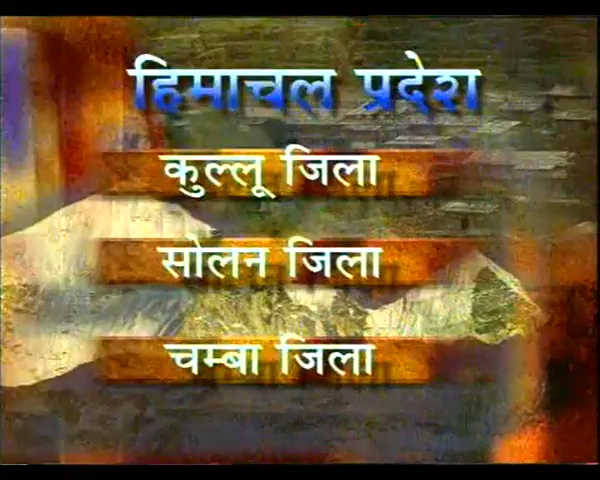 हिमाचल प्रदेश
कुल्लू जिला
सोलन जिला
चम्बा जिला